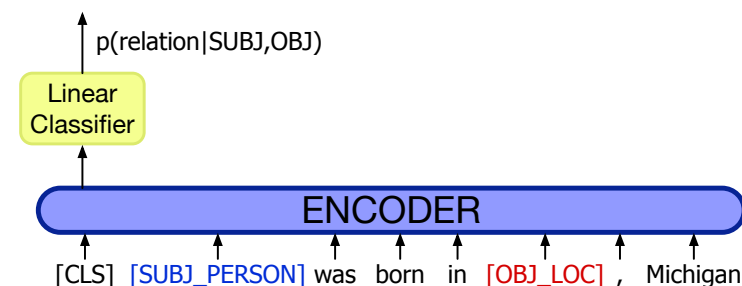 p(relation|SUBJ,OBJ)
Linear
Classifier
ENCODER
[CLS] [SUBJ_PERSON] was born in [OBJ_LOC] , Michigan